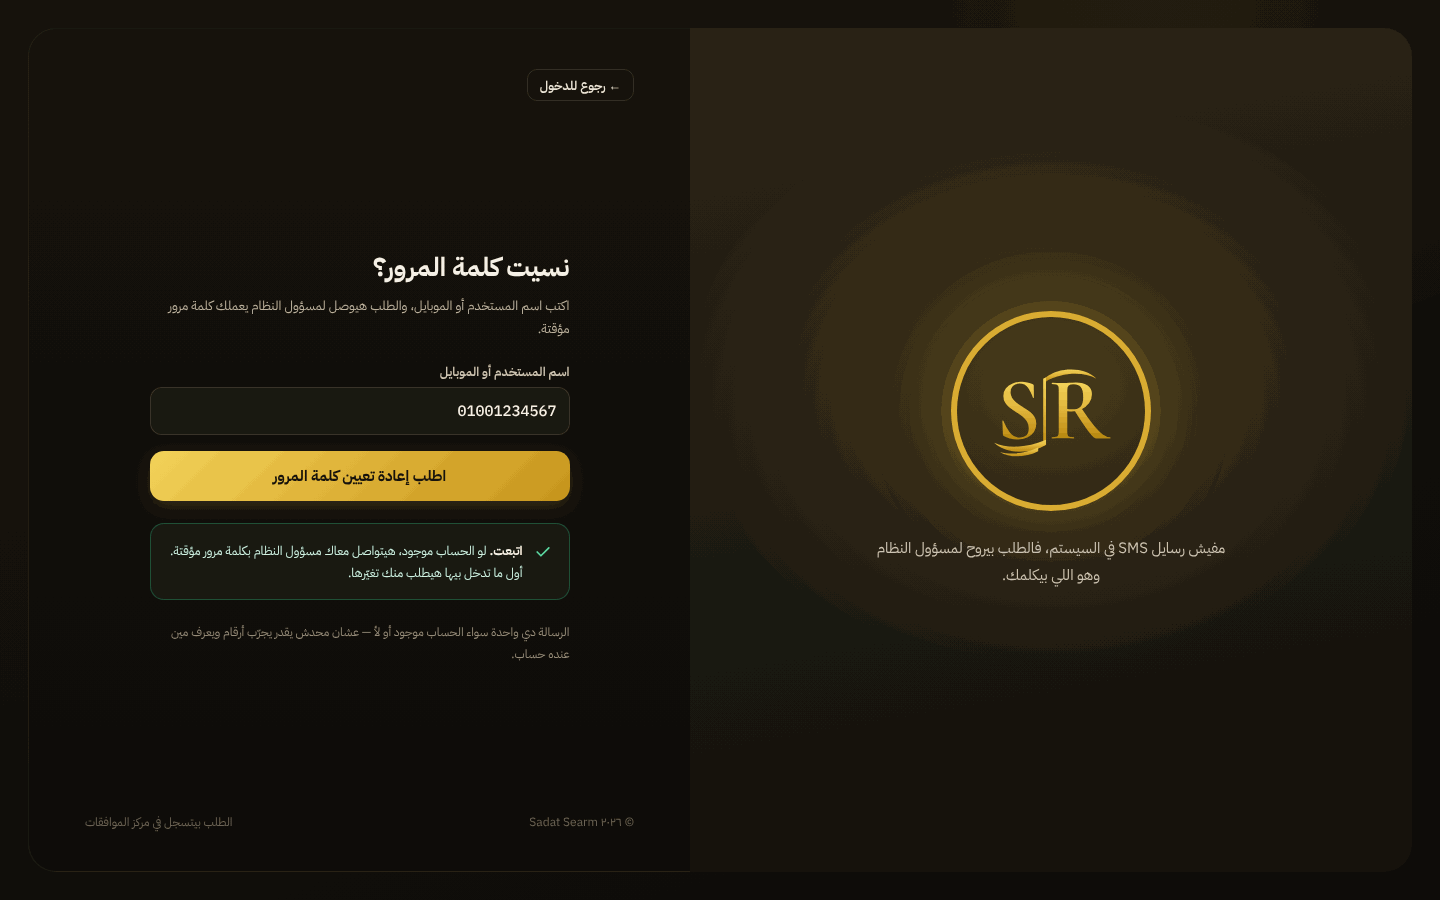 ← رجوع للدخول
نسيت كلمة المرور؟
اكتب اسم المستخدم أو الموبايل، والطلب هيوصل لمسؤول النظام يعملك كلمة مرور
مؤقتة.
اسم المستخدم أو الموبايل
01001234567
اطلب إعادة تعيين كلمة المرور
اتبعت. لو الحساب موجود، هيتواصل معاك مسؤول النظام بكلمة مرور مؤقتة.
أول ما تدخل بيها هيطلب منك تغيّرها.
الرسالة دي واحدة سواء الحساب موجود أو لأ — عشان محدش يقدر يجرّب أرقام ويعرف مين
عنده حساب.
© ٢٠٢٦ Sadat Searm
الطلب بيتسجل في مركز الموافقات
SR
مفيش رسايل SMS في السيستم، فالطلب بيروح لمسؤول النظام
وهو اللي بيكلمك.